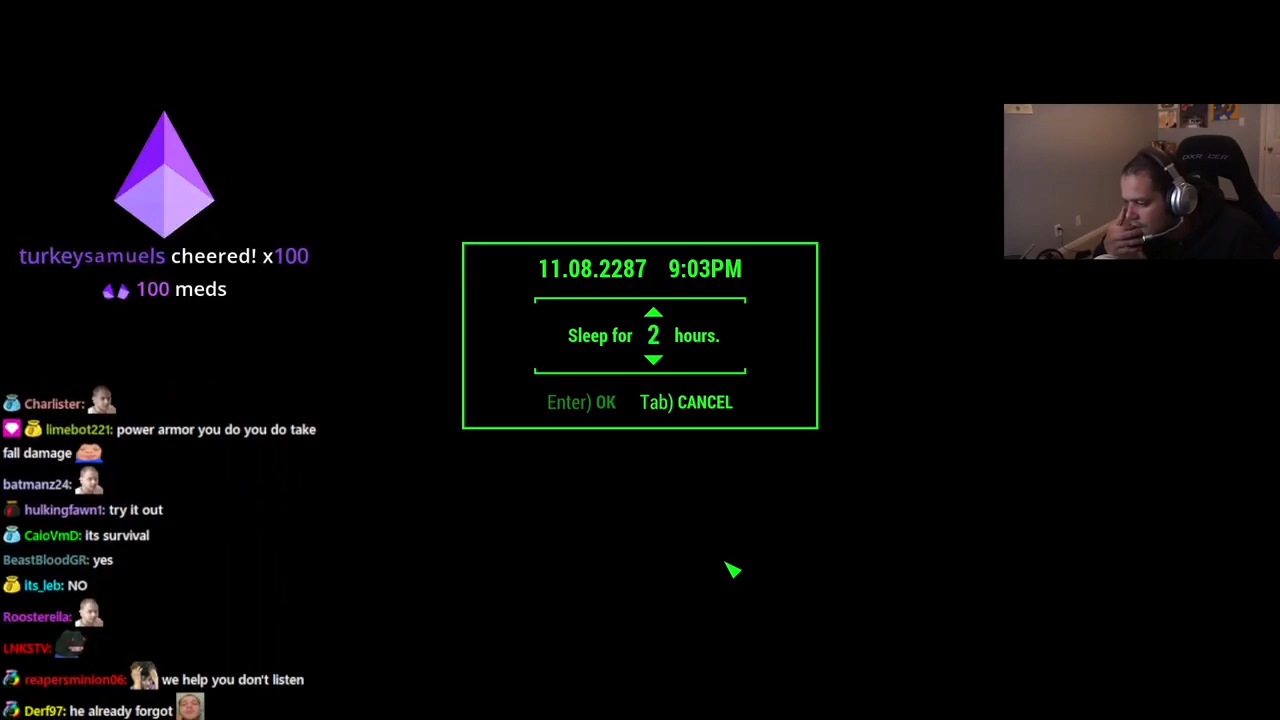 turkeysamuels cheered! x100
100 meds
11.08.2287 9:03PM
Sleep for 2 hours.
Enter) OK Tab) CANCEL
DXRACER
Charlister:
limebot221: power armor you do you do take
fall damage
batmanz24:
hulkingfawn1: try it out
CaioVmD: its survival
BeastBloodGR: yes
its_leb: NO
Roosterella:
LNKSTV:
reapersminion06: we help you don't listen
Derf97: he already forgot